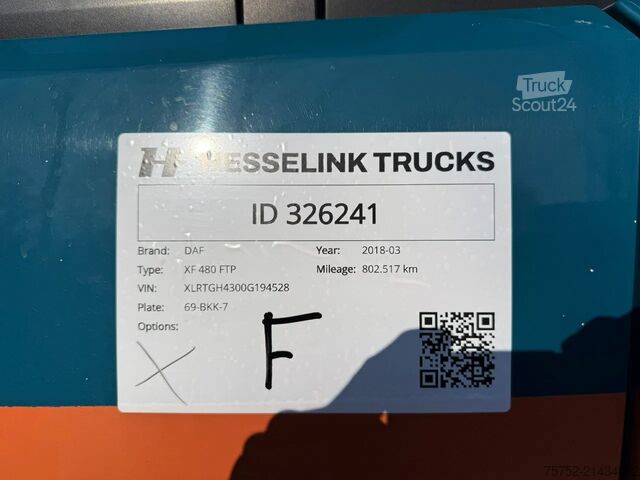 Truck
Scout24
HESSELINK TRUCKS
ID 326241
Brand: DAF Year: 2018-03
Type: XF 480 FTP Mileage: 802.517 km
VIN: XLRTGH4300G194528
Plate: 69-BKK-7
Options:
X F